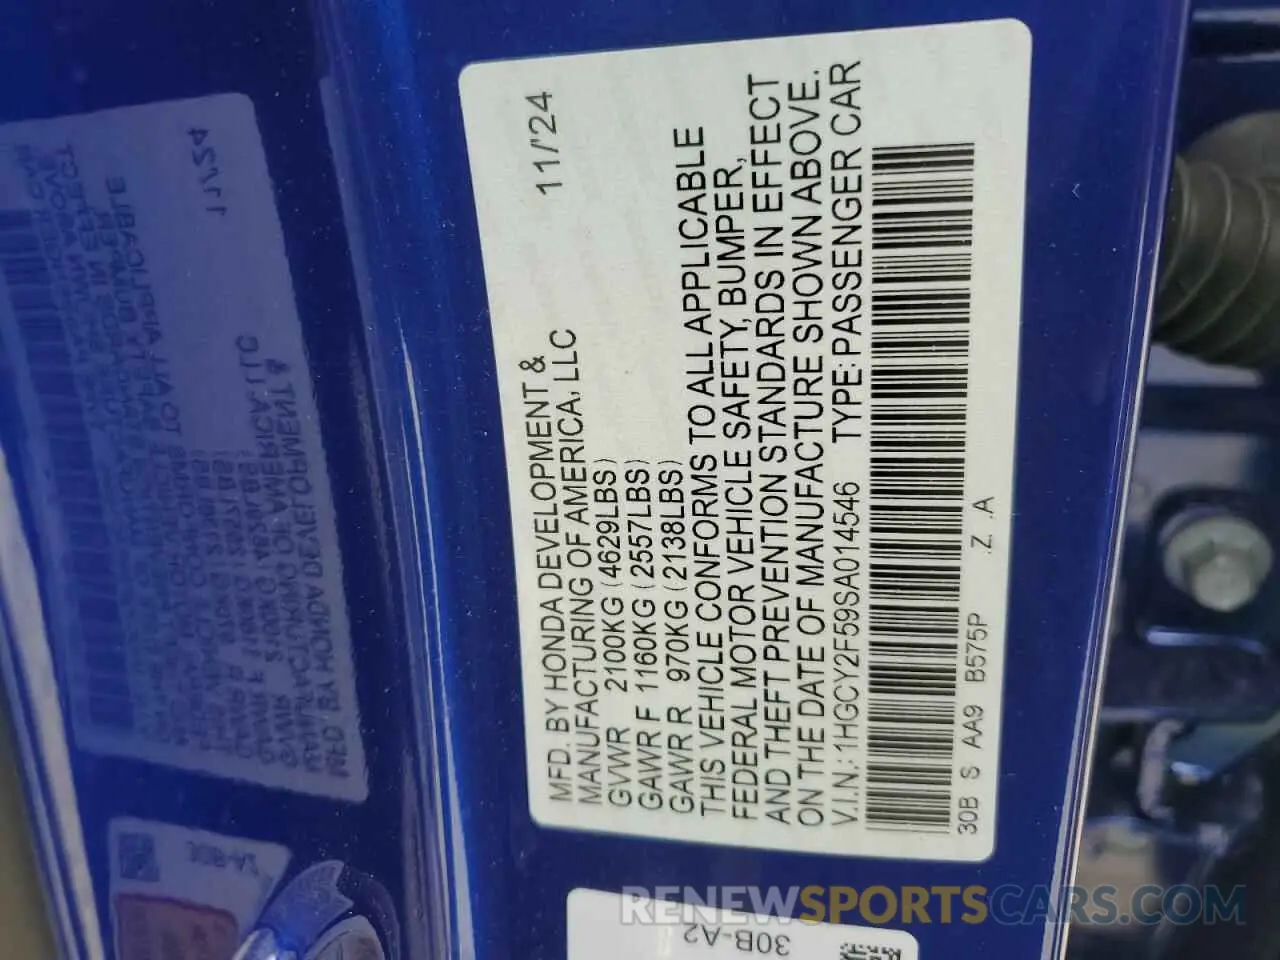 MFD. BY HONDA DEVELOPMENT &
MANUFACTURING OF AMERICA, LLC 11/'24
GVWR 2100KG (4629LBS)
GAWR F 1160KG (2557LBS)
GAWR R 970KG (2138LBS)
THIS VEHICLE CONFORMS TO ALL APPLICABLE
FEDERAL MOTOR VEHICLE SAFETY, BUMPER,
AND THEFT PREVENTION STANDARDS IN EFFECT
ON THE DATE OF MANUFACTURE SHOWN ABOVE.
V.I.N.: 1HGCY2F59SA014546 TYPE: PASSENGER CAR
30B S AA9 B575P .Z .A
30B-A2
RENEWSPORTSCARS.COM